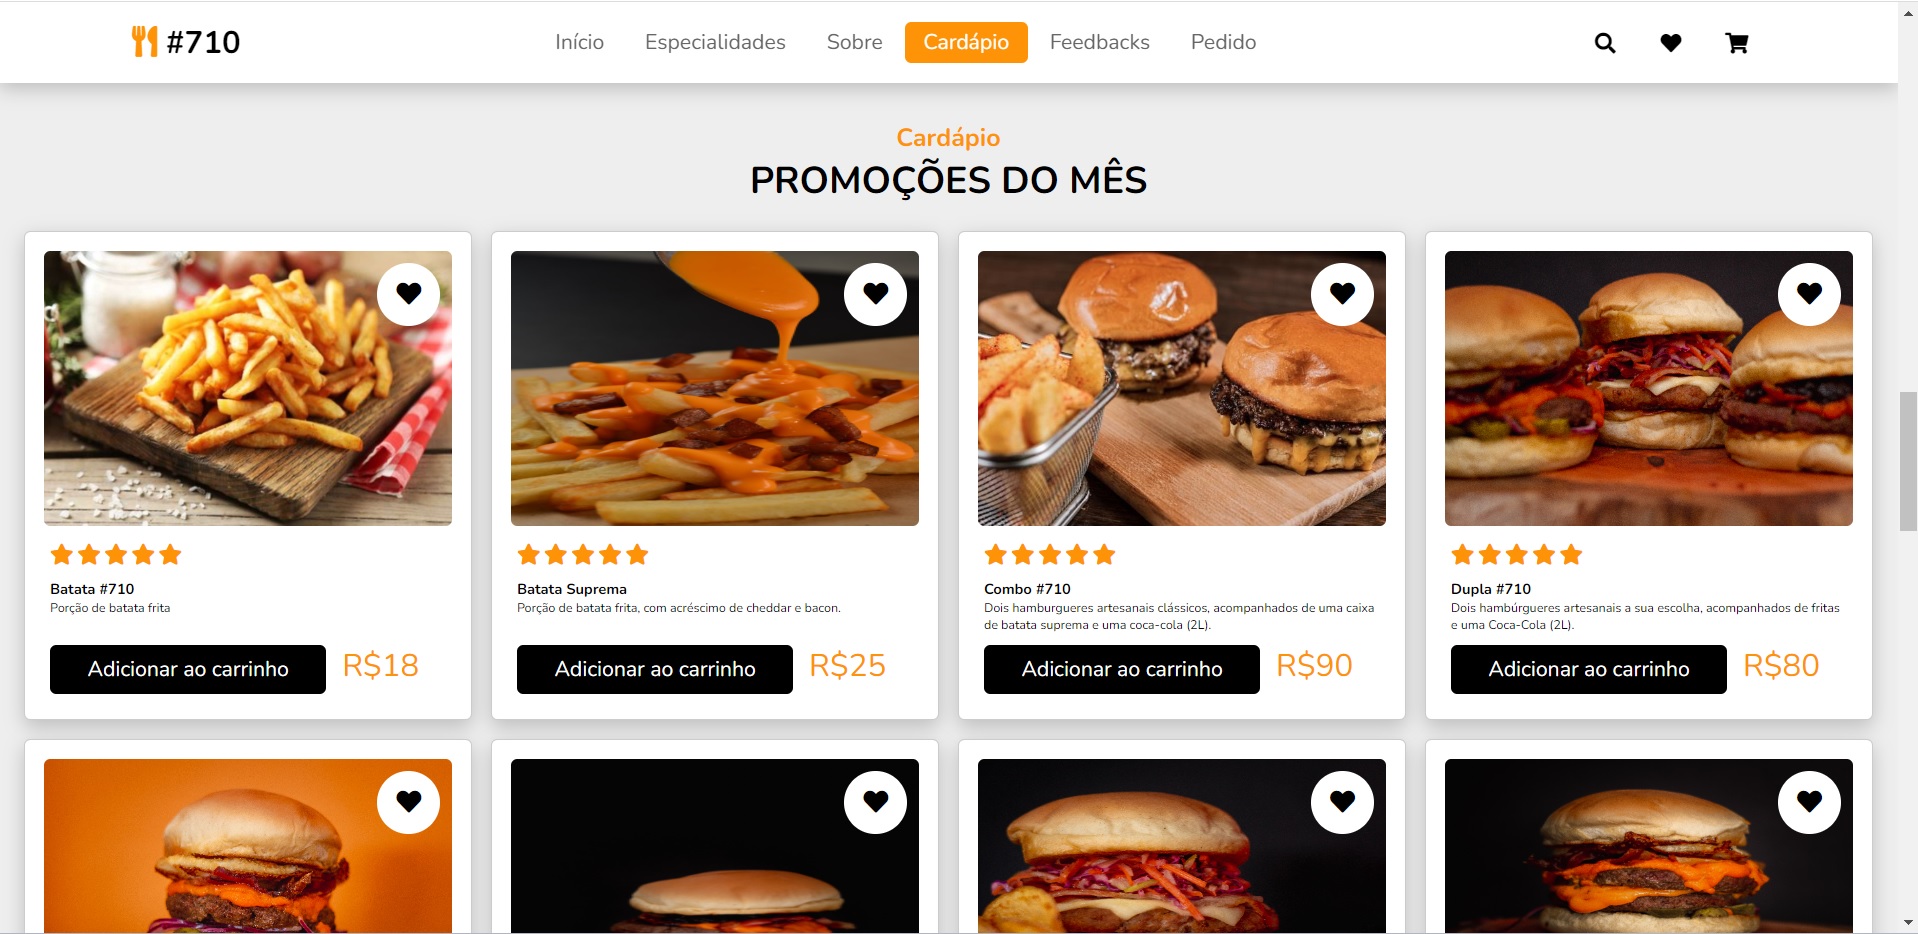 #710
Início
Especialidades
Sobre
Cardápio
Feedbacks
Pedido
Cardápio
PROMOÇÕES DO MÊS
Batata #710
Porção de batata frita
Adicionar ao carrinho
R$18
Batata Suprema
Porção de batata frita, com acréscimo de cheddar e bacon.
Adicionar ao carrinho
R$25
Combo #710
Dois hamburgueres artesanais clássicos, acompanhados de uma caixa
de batata suprema e uma coca-cola (2L).
Adicionar ao carrinho
R$90
Dupla #710
Dois hambúrgueres artesanais a sua escolha, acompanhados de fritas
e uma Coca-Cola (2L).
Adicionar ao carrinho
R$80